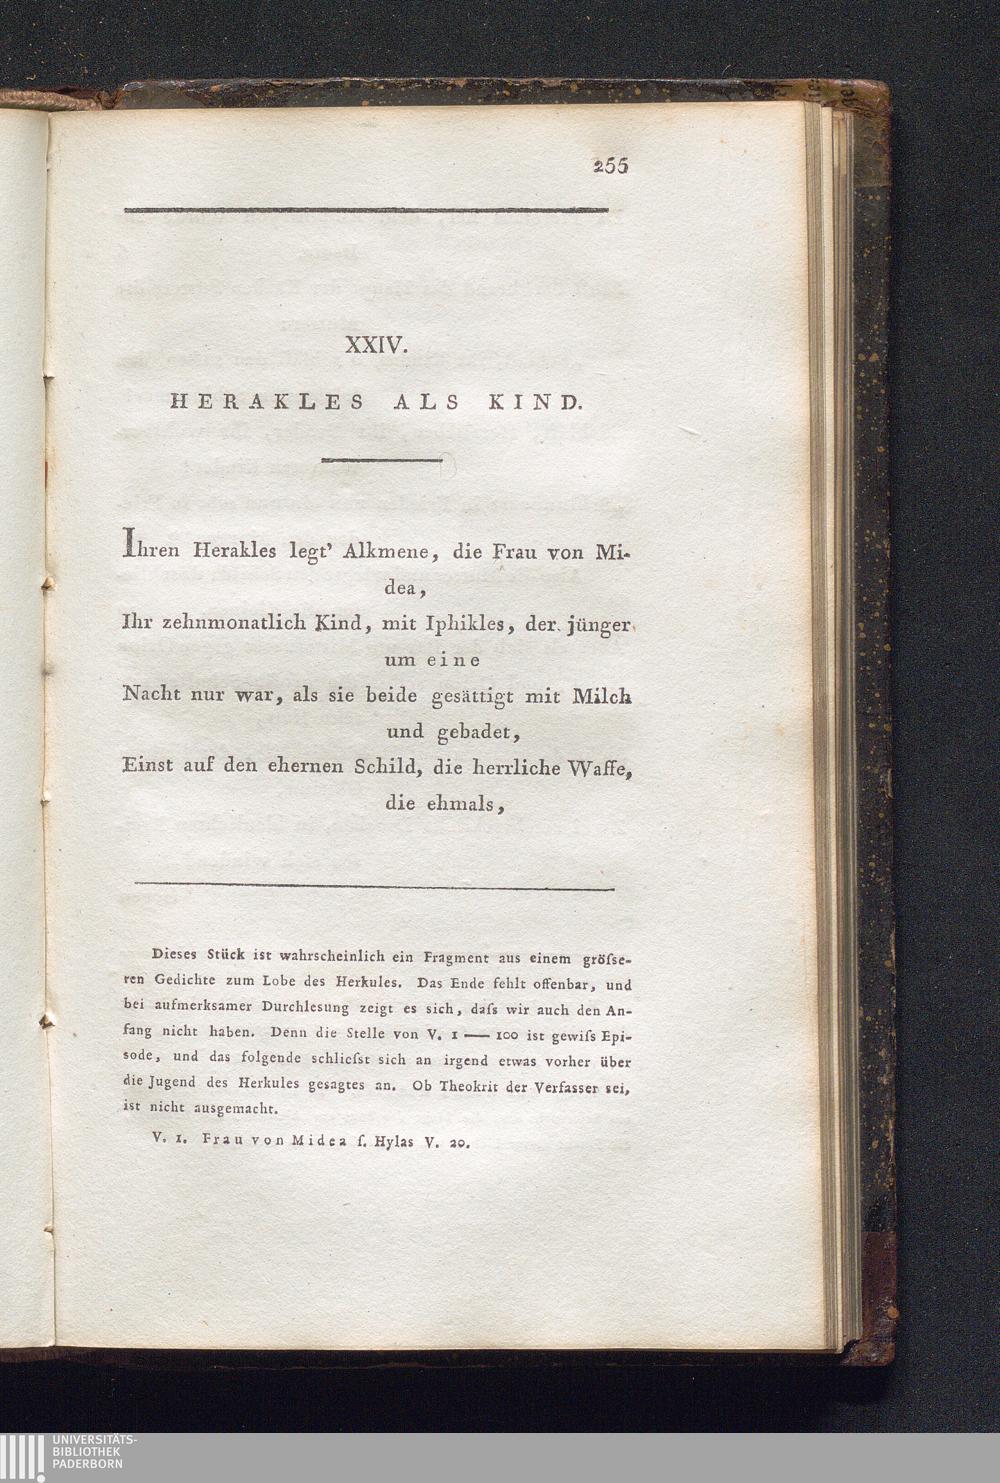 255
XXIV.
HERAKLES ALS KIND.
Ihren Herakles legt' Alkmene, die Frau von Mi-
dea,
Ihr zehnmonatlich Kind, mit Iphikles, der jünger
um eine
Nacht nur war, als sie beide gesättigt mit Milch
und gebadet,
Einst auf den ehernen Schild, die herrliche Waffe,
die ehmals,
Dieses Stück ist wahrscheinlich ein Fragment aus einem gröſse-
ren Gedichte zum Lobe des Herkules. Das Ende fehlt offenbar, und
bei aufmerksamer Durchlesung zeigt es sich, daſs wir auch den An-
fang nicht haben. Denn die Stelle von V. 1 — 100 ist gewiſs Epi-
sode, und das folgende schlieſst sich an irgend etwas vorher über
die Jugend des Herkules gesagtes an. Ob Theokrit der Verfasser sei,
ist nicht ausgemacht.
V. 1. Frau von Midea ſ. Hylas V. 20.
UNIVERSITÄTS-
BIBLIOTHEK
PADERBORN